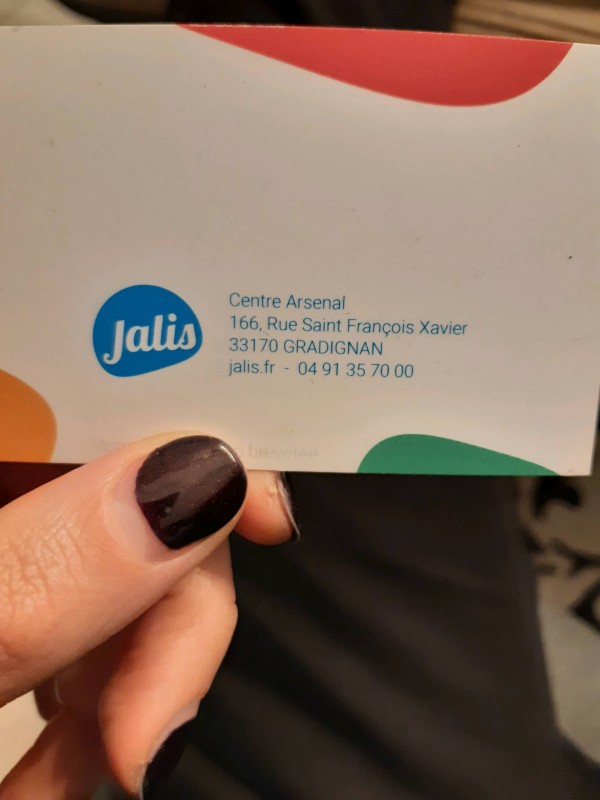 Jalis
Centre Arsenal
166, Rue Saint François Xavier
33170 GRADIGNAN
jalis.fr - 04 91 35 70 00